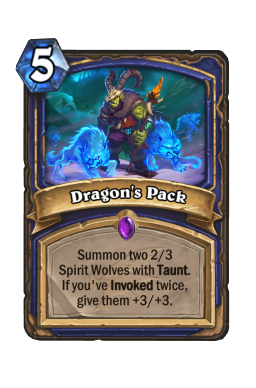 5
Dragon's Pack
Summon two 2/3
Spirit Wolves with Taunt.
If you've Invoked twice,
give them +3/+3.